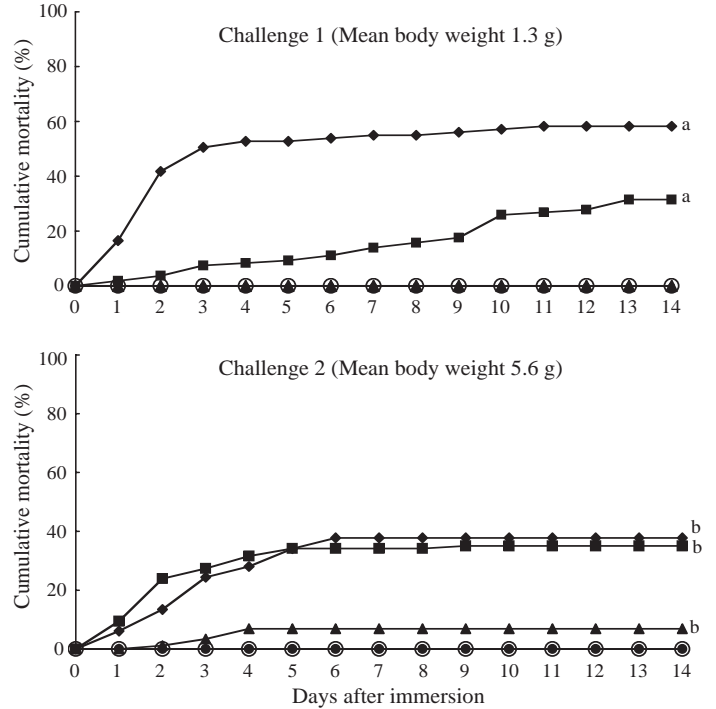 100
Challenge 1 (Mean body weight 1.3 g)
80
60
40
20
0
Cumulative mortality (%)
a
a
0 1 2 3 4 5 6 7 8 9 10 11 12 13 14
100
Challenge 2 (Mean body weight 5.6 g)
80
60
40
20
0
Cumulative mortality (%)
b
b
b
0 1 2 3 4 5 6 7 8 9 10 11 12 13 14
Days after immersion